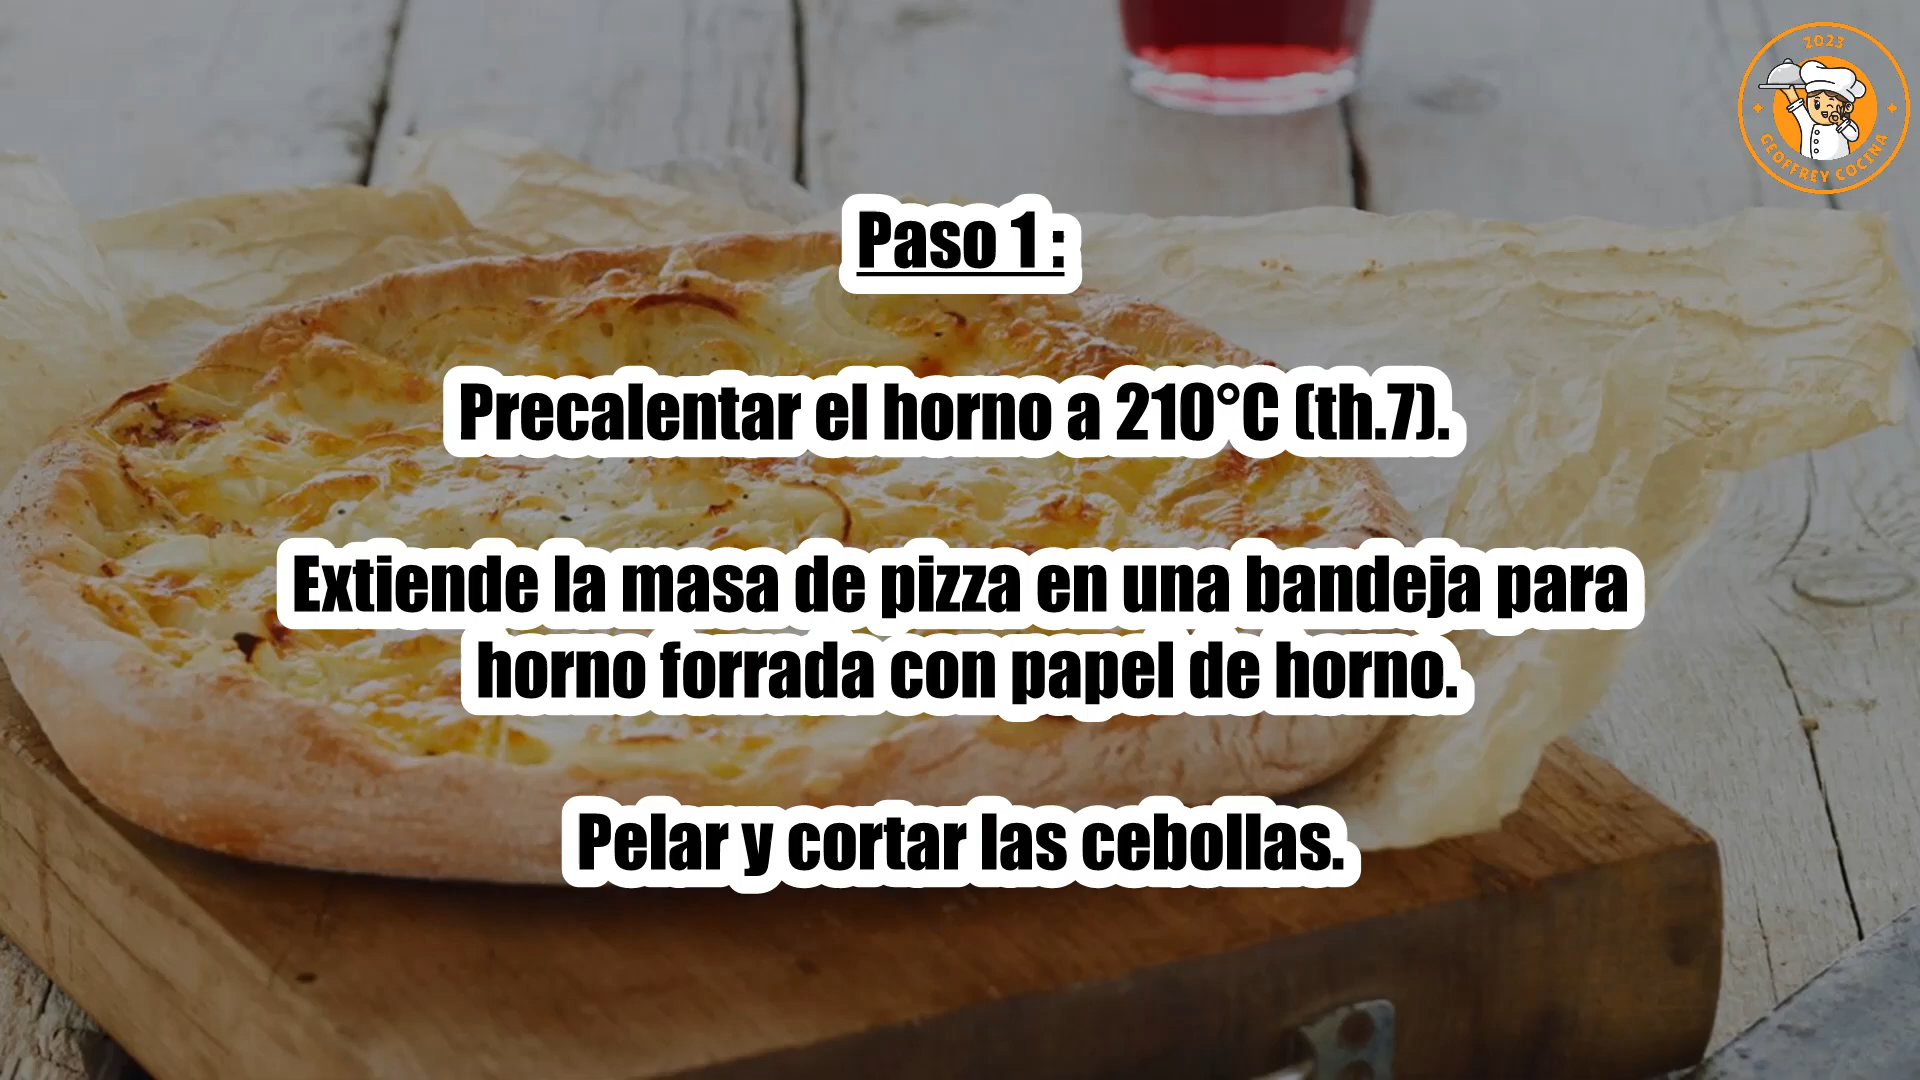 2023
GEOFFREY COCINA
Paso 1 :
Precalentar el horno a 210°C (th.7).
Extiende la masa de pizza en una bandeja para
horno forrada con papel de horno.
Pelar y cortar las cebollas.